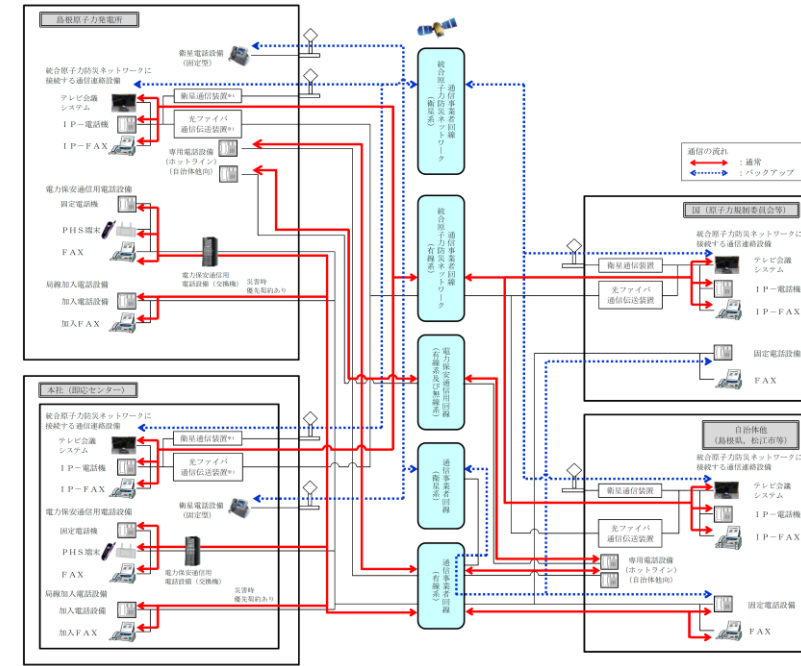 島根原子力発電所
衛星電話設備
(固定型)
統合原子力防災ネットワークに
接続する通信連絡設備
テレビ会議
システム
衛星通信装置※1
IP-電話機
光ファイバ
通信伝送装置※1
IP-FAX
専用電話設備
(ホットライン)
(自治体他向)
電力保安通信用電話設備
固定電話機
PHS端末
FAX
電力保安通信用
電話設備(交換機)
災害時
優先契約あり
局線加入電話設備
加入電話設備
加入FAX
本社(即応センター)
統合原子力防災ネットワークに
接続する通信連絡設備
テレビ会議
システム
衛星通信装置※1
IP-電話機
光ファイバ
通信伝送装置※1
IP-FAX
衛星電話設備
(固定型)
電力保安通信用電話設備
固定電話機
PHS端末
FAX
電力保安通信用
電話設備(交換機)
災害時
優先契約あり
局線加入電話設備
加入電話設備
加入FAX
通信事業者回線
統合原子力防災ネットワーク
(衛星系)
通信事業者回線
統合原子力防災ネットワーク
(有線系)
電力保安通信用回線
(有線系及び無線系)
通信事業者回線
(衛星系)
通信事業者回線
(有線系)
通信の流れ
:通常
:バックアップ
国(原子力規制委員会等)
統合原子力防災ネットワークに
接続する通信連絡設備
テレビ会議
システム
衛星通信装置
IP-電話機
光ファイバ
通信伝送装置
IP-FAX
固定電話設備
FAX
自治体他
(島根県,松江市等)
統合原子力防災ネットワークに
接続する通信連絡設備
テレビ会議
システム
衛星通信装置
IP-電話機
光ファイバ
通信伝送装置
IP-FAX
専用電話設備
(ホットライン)
(自治体他向)
固定電話設備
FAX